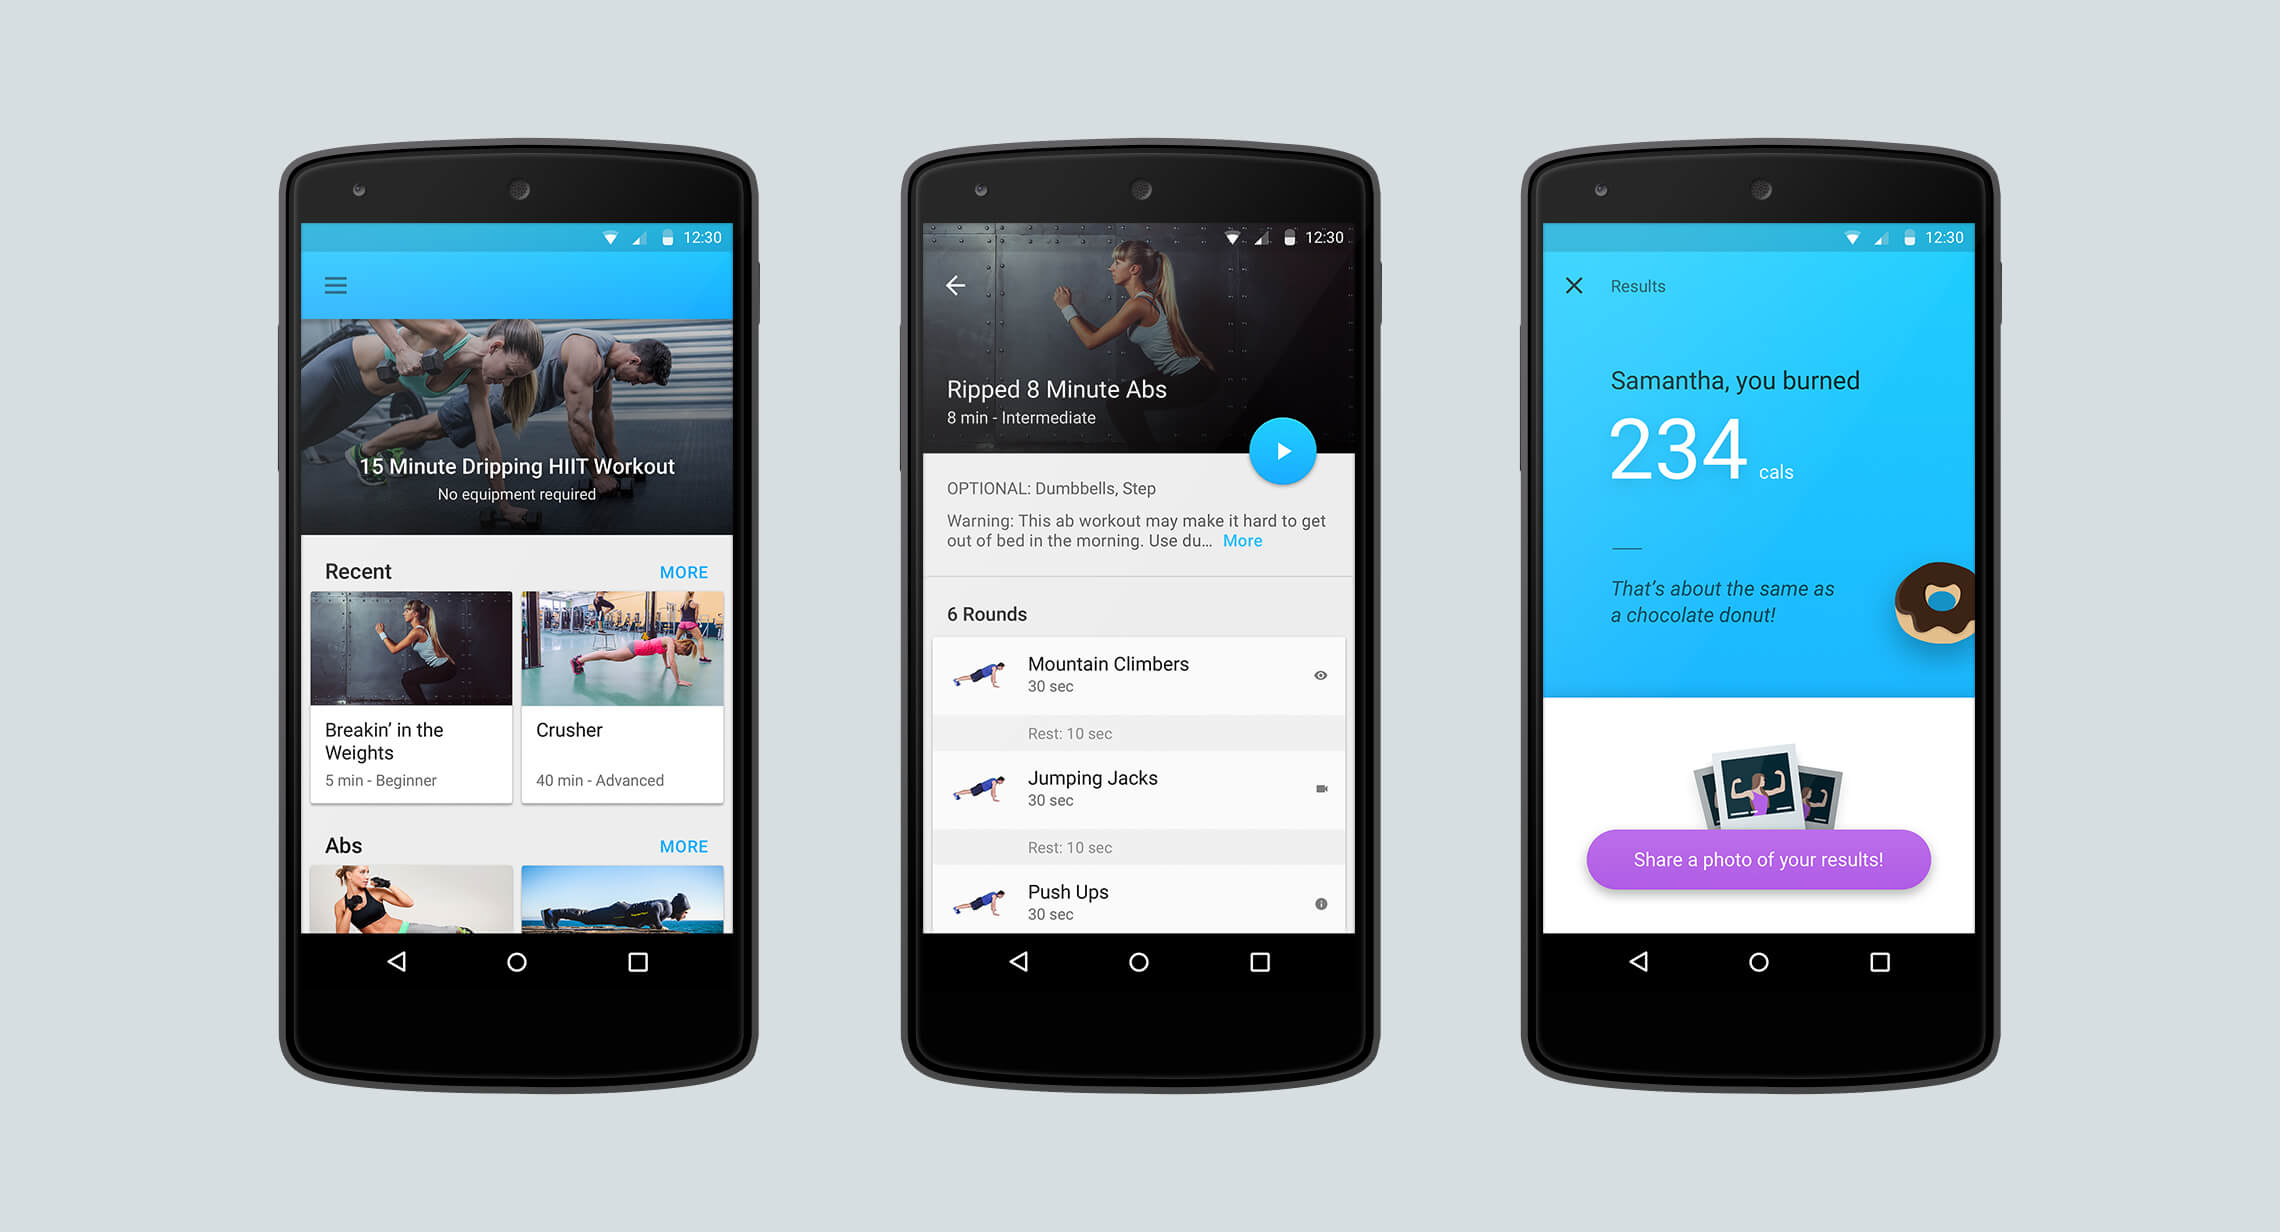 12:30
15 Minute Dripping HIIT Workout
No equipment required
Recent
MORE
Breakin’ in the
Weights
5 min - Beginner
Crusher
40 min - Advanced
Abs
MORE
12:30
Ripped 8 Minute Abs
8 min - Intermediate
OPTIONAL: Dumbbells, Step
Warning: This ab workout may make it hard to get
out of bed in the morning. Use du... More
6 Rounds
Mountain Climbers
30 sec
Rest: 10 sec
Jumping Jacks
30 sec
Rest: 10 sec
Push Ups
30 sec
12:30
Results
Samantha, you burned
234 cals
That’s about the same as
a chocolate donut!
Share a photo of your results!